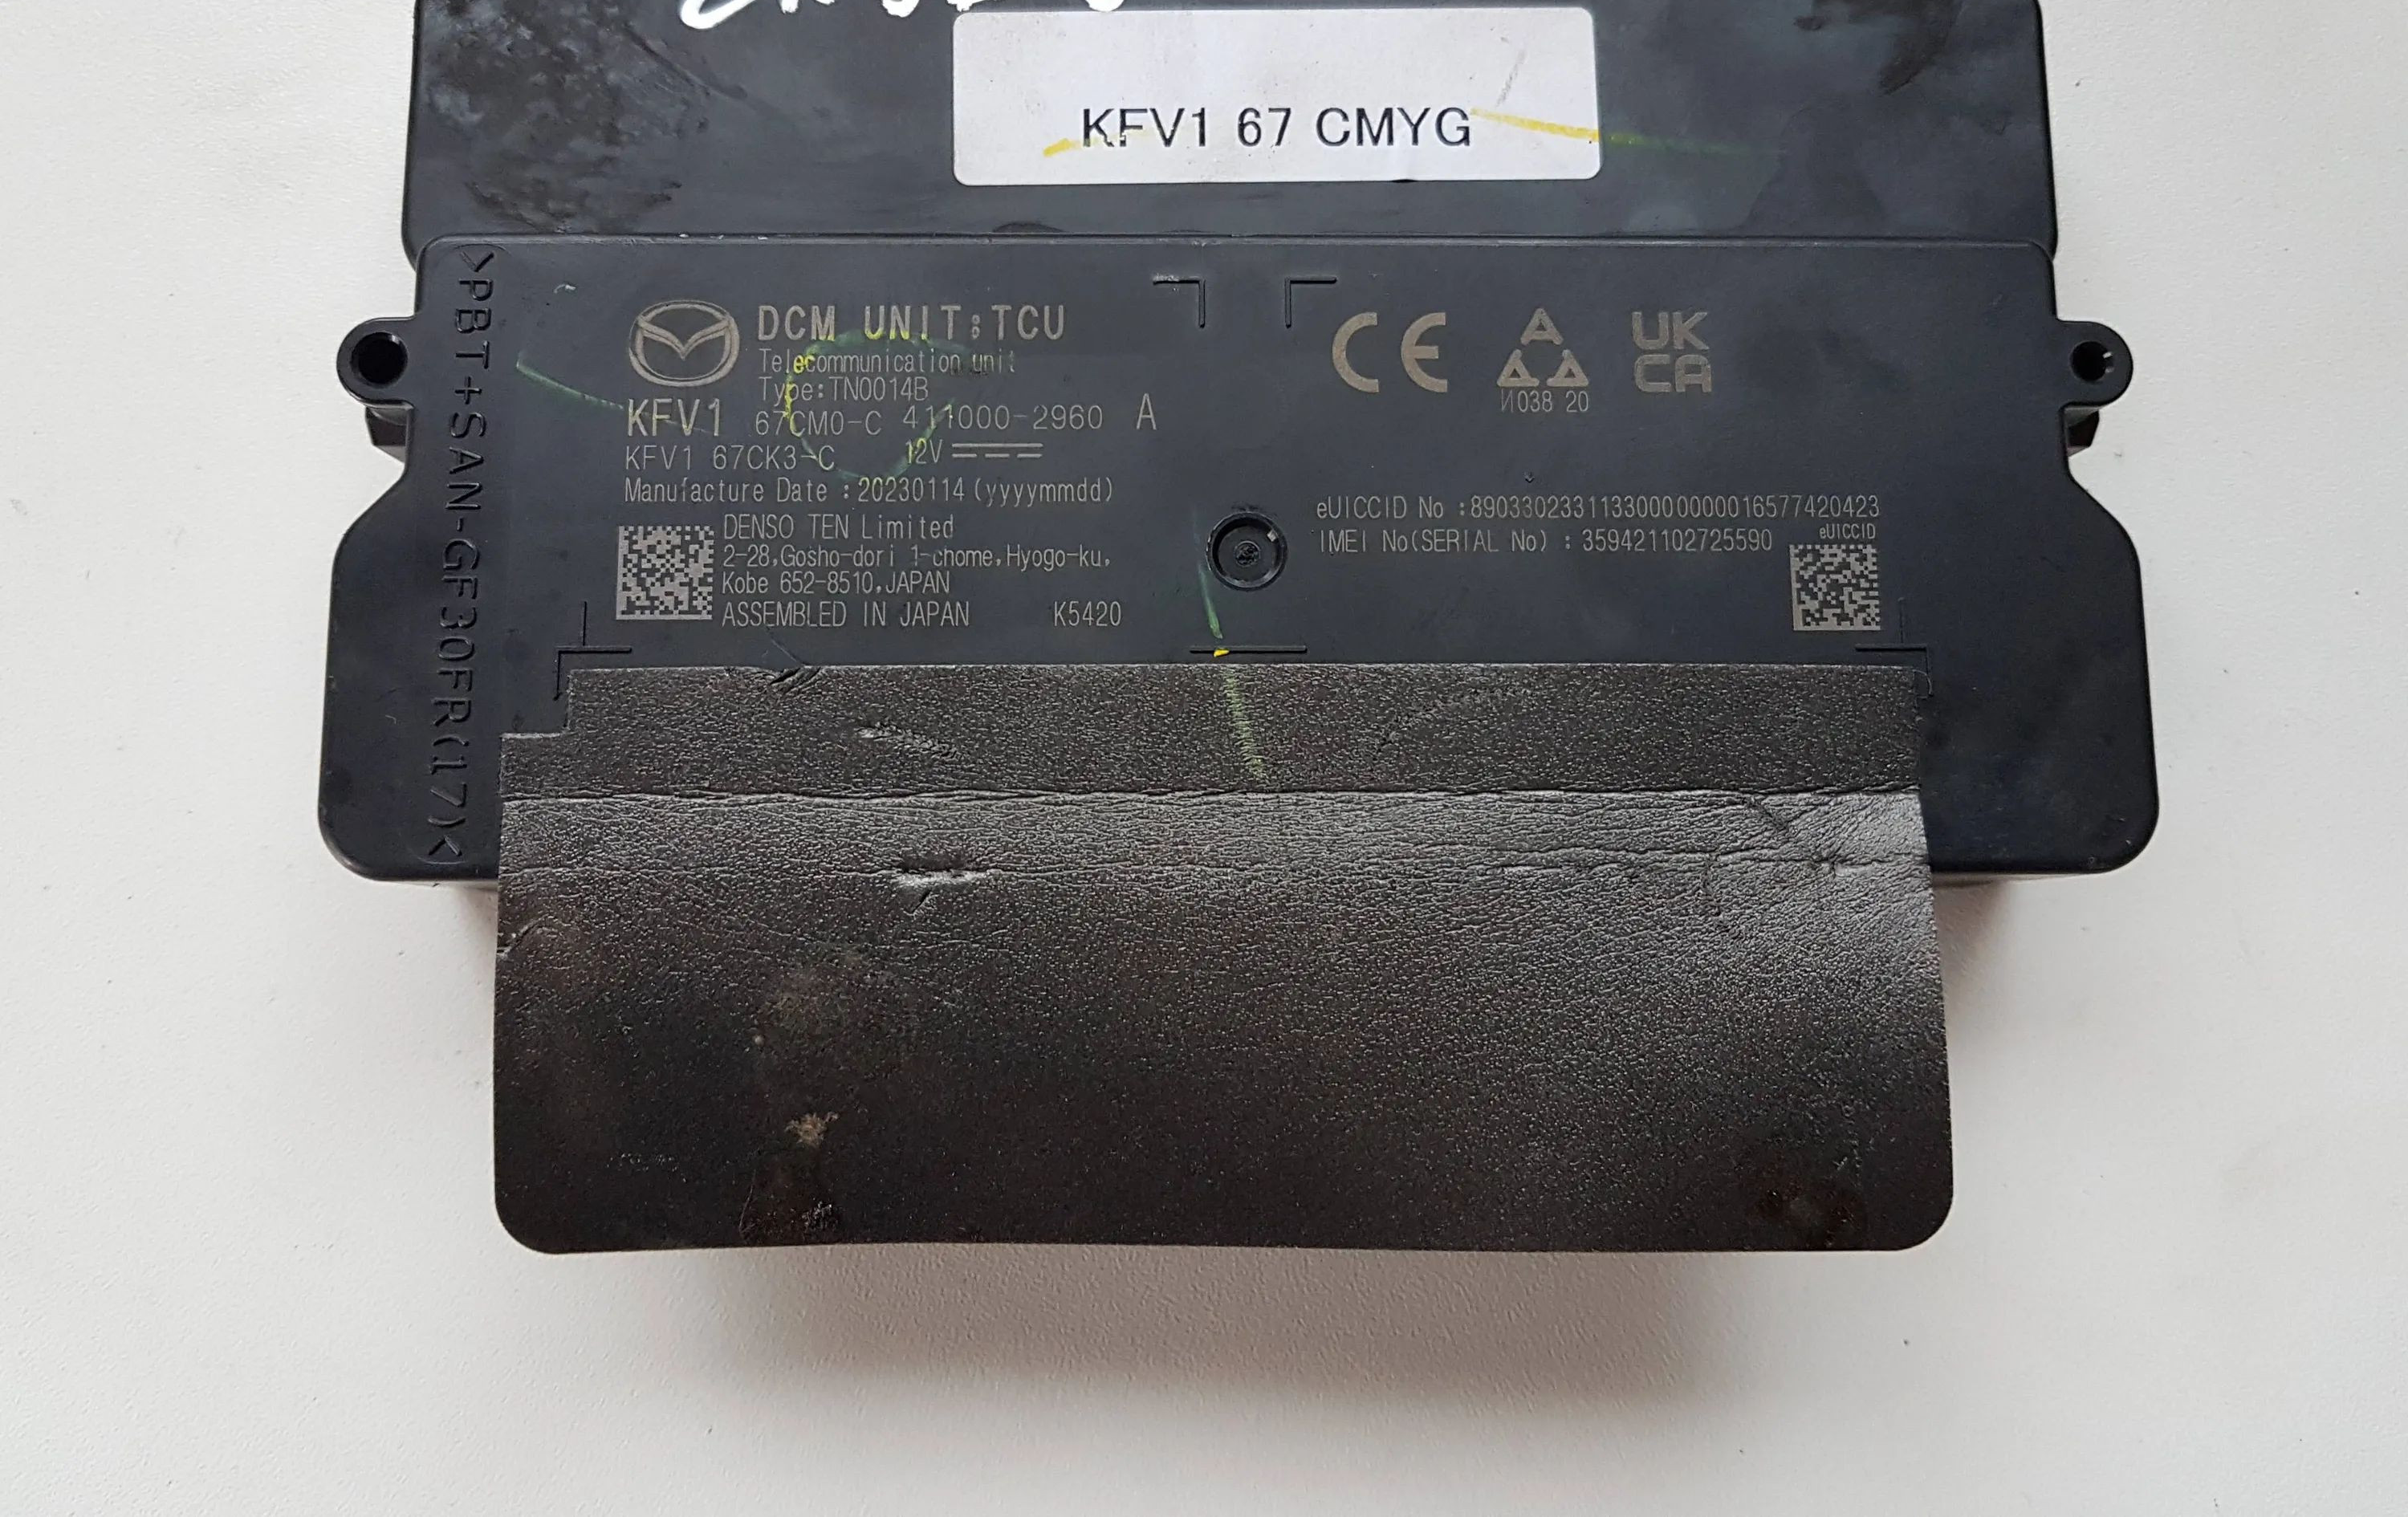 KFV1 67 CMYG
>PBT+SAN-GF30FR(17)<
DCM UNIT:TCU
Telecommunication unit
Type:TN0014B
KFV1 67CM0-C 411000-2960 A
KFV1 67CK3-C 12V
Manufacture Date :20230114(yyyymmdd)
DENSO TEN Limited
2-28,Gosho-dori 1-chome,Hyogo-ku,
Kobe 652-8510,JAPAN
ASSEMBLED IN JAPAN K5420
CE
UK
CA
И038 20
eUICCID No :89033023311330000000016577420423
IMEI No(SERIAL No) : 359421102725590
eUICCID